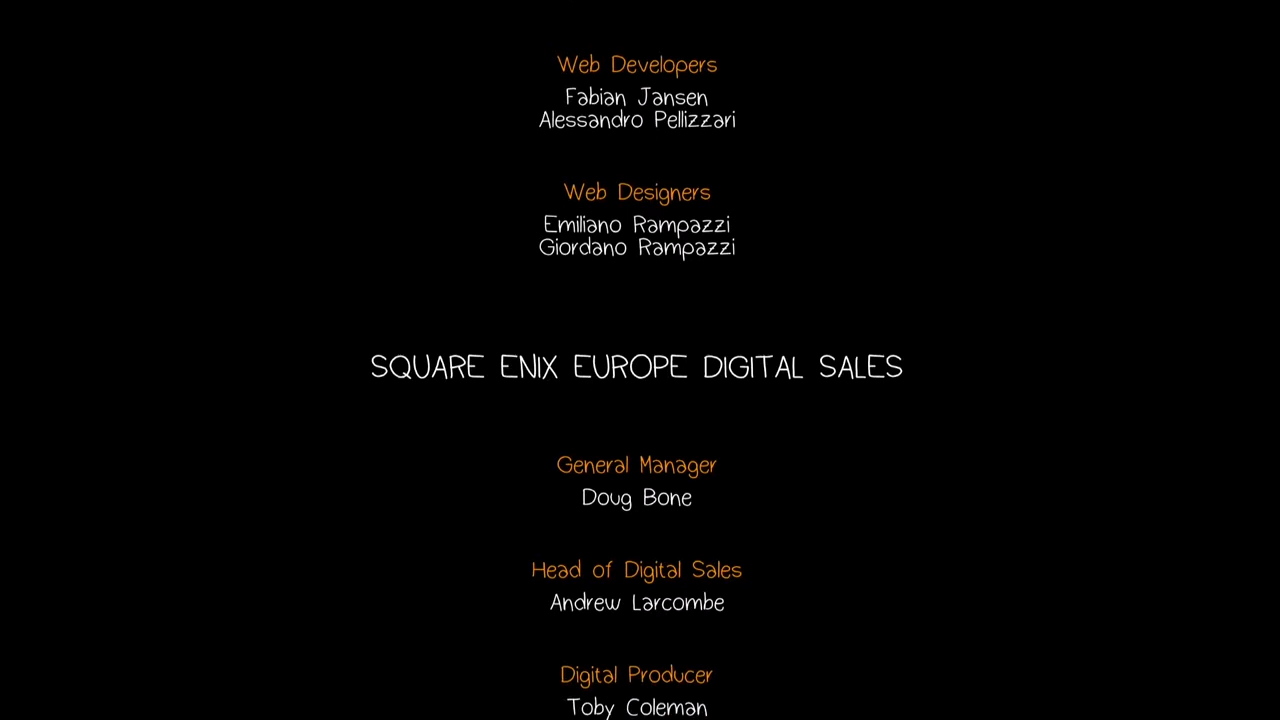 Web Developers
Fabian Jansen
Alessandro Pellizzari
Web Designers
Emiliano Rampazzi
Giordano Rampazzi
SQUARE ENIX EUROPE DIGITAL SALES
General Manager
Doug Bone
Head of Digital Sales
Andrew Larcombe
Digital Producer
Toby Coleman